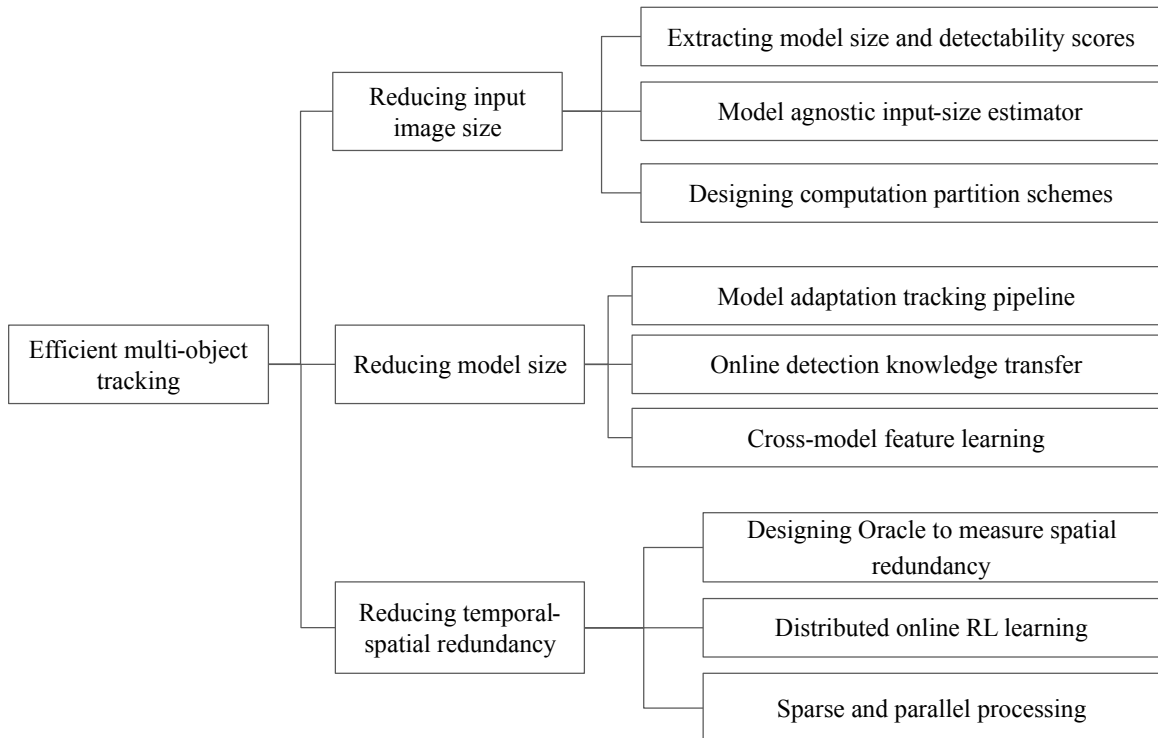 Efficient multi-object
tracking
Reducing input
image size
Extracting model size and detectability scores
Model agnostic input-size estimator
Designing computation partition schemes
Reducing model size
Model adaptation tracking pipeline
Online detection knowledge transfer
Cross-model feature learning
Reducing temporal-
spatial redundancy
Designing Oracle to measure spatial
redundancy
Distributed online RL learning
Sparse and parallel processing